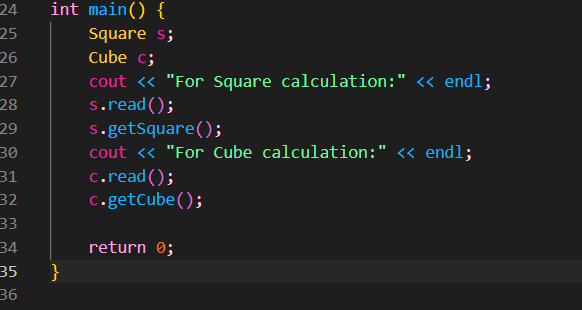 24 int main() {
25     Square s;
26     Cube c;
27     cout << "For Square calculation:" << endl;
28     s.read();
29     s.getSquare();
30     cout << "For Cube calculation:" << endl;
31     c.read();
32     c.getCube();
33
34     return 0;
35 }
36